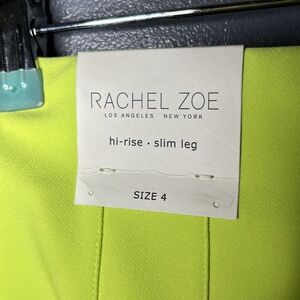 RACHEL ZOE
LOS ANGELES NEW YORK
hi-rise · slim leg
SIZE 4